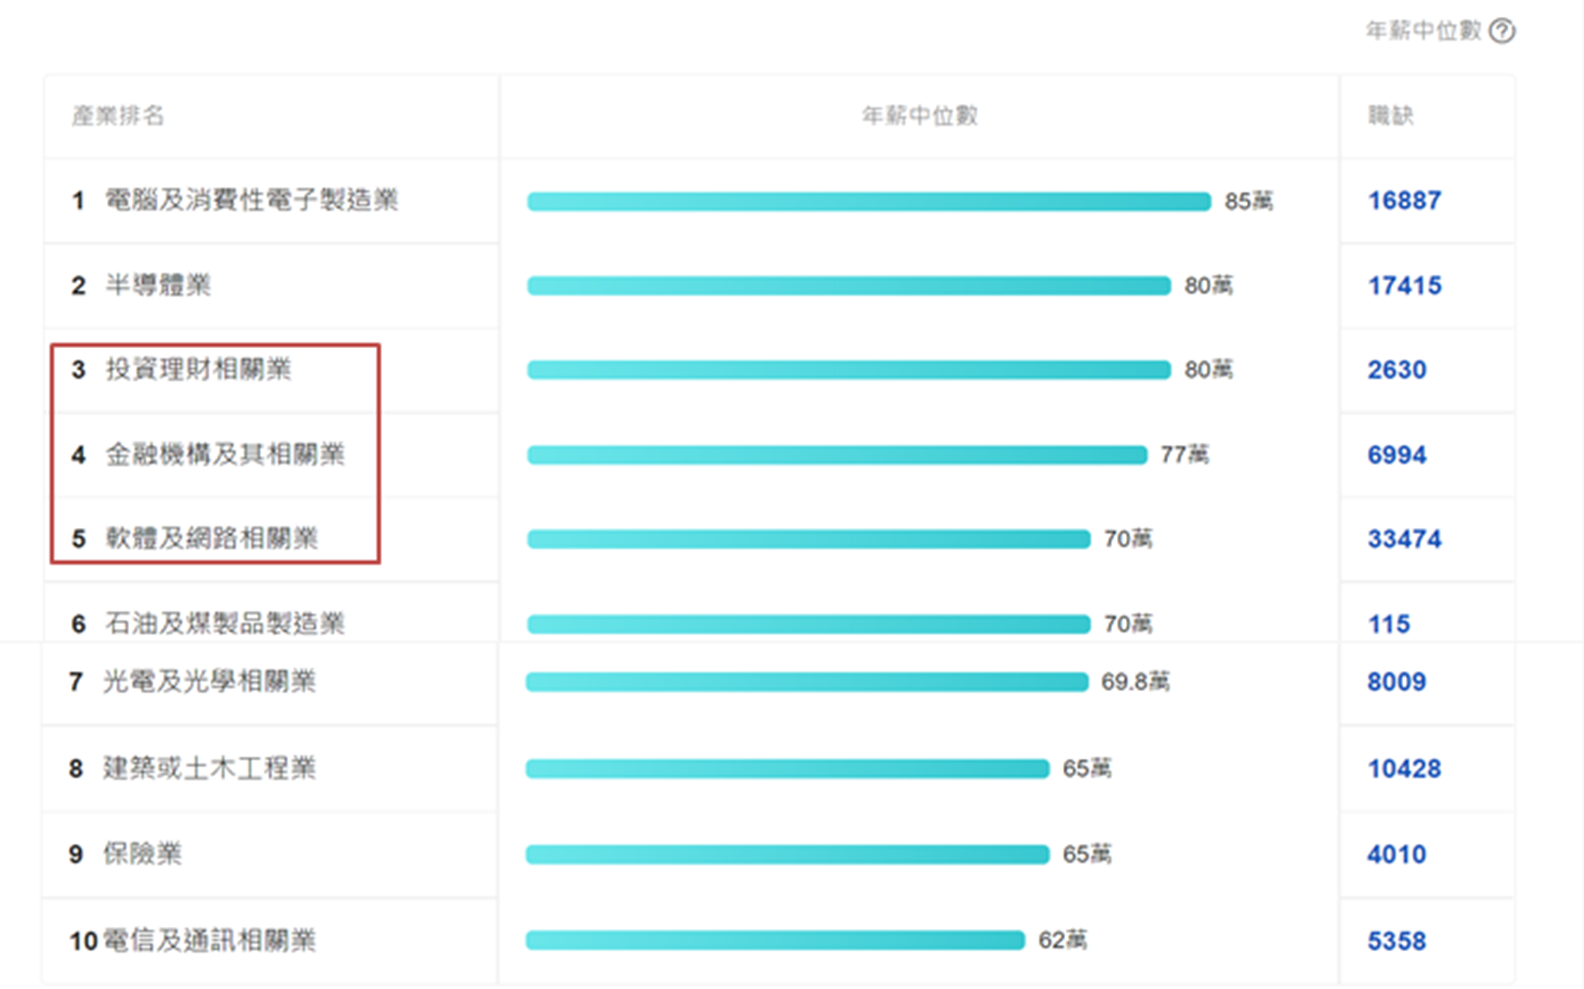 年薪中位數 ?
產業排名 年薪中位數 職缺
1 電腦及消費性電子製造業 85萬 16887
2 半導體業 80萬 17415
3 投資理財相關業 80萬 2630
4 金融機構及其相關業 77萬 6994
5 軟體及網路相關業 70萬 33474
6 石油及煤製品製造業 70萬 115
7 光電及光學相關業 69.8萬 8009
8 建築或土木工程業 65萬 10428
9 保險業 65萬 4010
10 電信及通訊相關業 62萬 5358